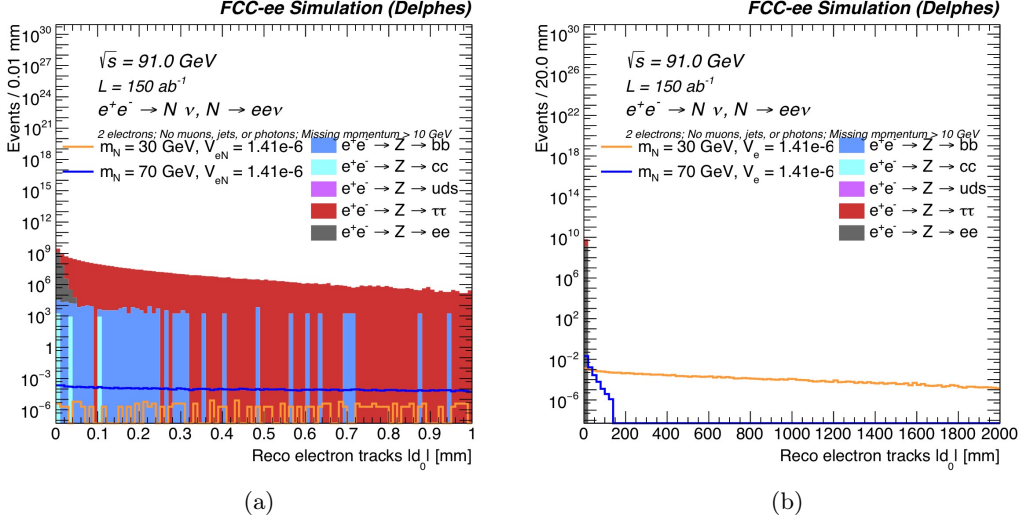 FCC-ee Simulation (Delphes)
Events / 0.01 mm
10³⁰
10²⁷
10²⁴
10²¹
10¹⁸
10¹⁵
10¹²
10⁹
10⁶
10³
1
10⁻³
10⁻⁶
√s = 91.0 GeV
L = 150 ab⁻¹
e⁺e⁻ → N ν, N → eeν
2 electrons; No muons, jets, or photons; Missing momentum > 10 GeV
m_N = 30 GeV, V_eN = 1.41e-6
m_N = 70 GeV, V_eN = 1.41e-6
e⁺e⁻ → Z → bb
e⁺e⁻ → Z → cc
e⁺e⁻ → Z → uds
e⁺e⁻ → Z → ττ
e⁺e⁻ → Z → ee
0 0.1 0.2 0.3 0.4 0.5 0.6 0.7 0.8 0.9 1
Reco electron tracks |d₀| [mm]
(a)
FCC-ee Simulation (Delphes)
Events / 20.0 mm
10³⁰
10²⁶
10²²
10¹⁸
10¹⁴
10¹⁰
10⁶
10²
10⁻²
10⁻⁶
√s = 91.0 GeV
L = 150 ab⁻¹
e⁺e⁻ → N ν, N → eeν
2 electrons; No muons, jets, or photons; Missing momentum > 10 GeV
m_N = 30 GeV, V_e = 1.41e-6
m_N = 70 GeV, V_e = 1.41e-6
e⁺e⁻ → Z → bb
e⁺e⁻ → Z → cc
e⁺e⁻ → Z → uds
e⁺e⁻ → Z → ττ
e⁺e⁻ → Z → ee
0 200 400 600 800 1000 1200 1400 1600 1800 2000
Reco electron tracks |d₀| [mm]
(b)